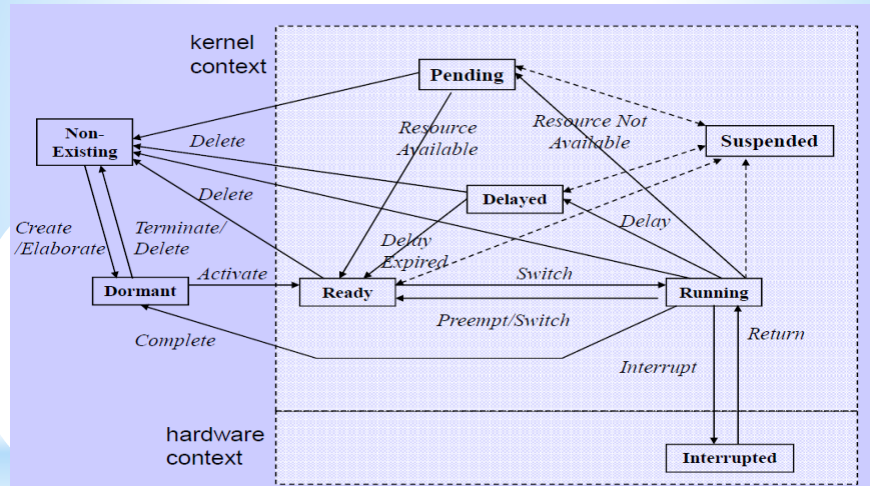 kernel
context
Pending
Non-
Existing
Delete
Resource
Available
Resource Not
Available
Suspended
Delete
Delayed
Create
/Elaborate
Terminate/
Delete
Delay
Expired
Delay
Activate
Switch
Dormant
Ready
Running
Preempt/Switch
Complete
Return
Interrupt
hardware
context
Interrupted